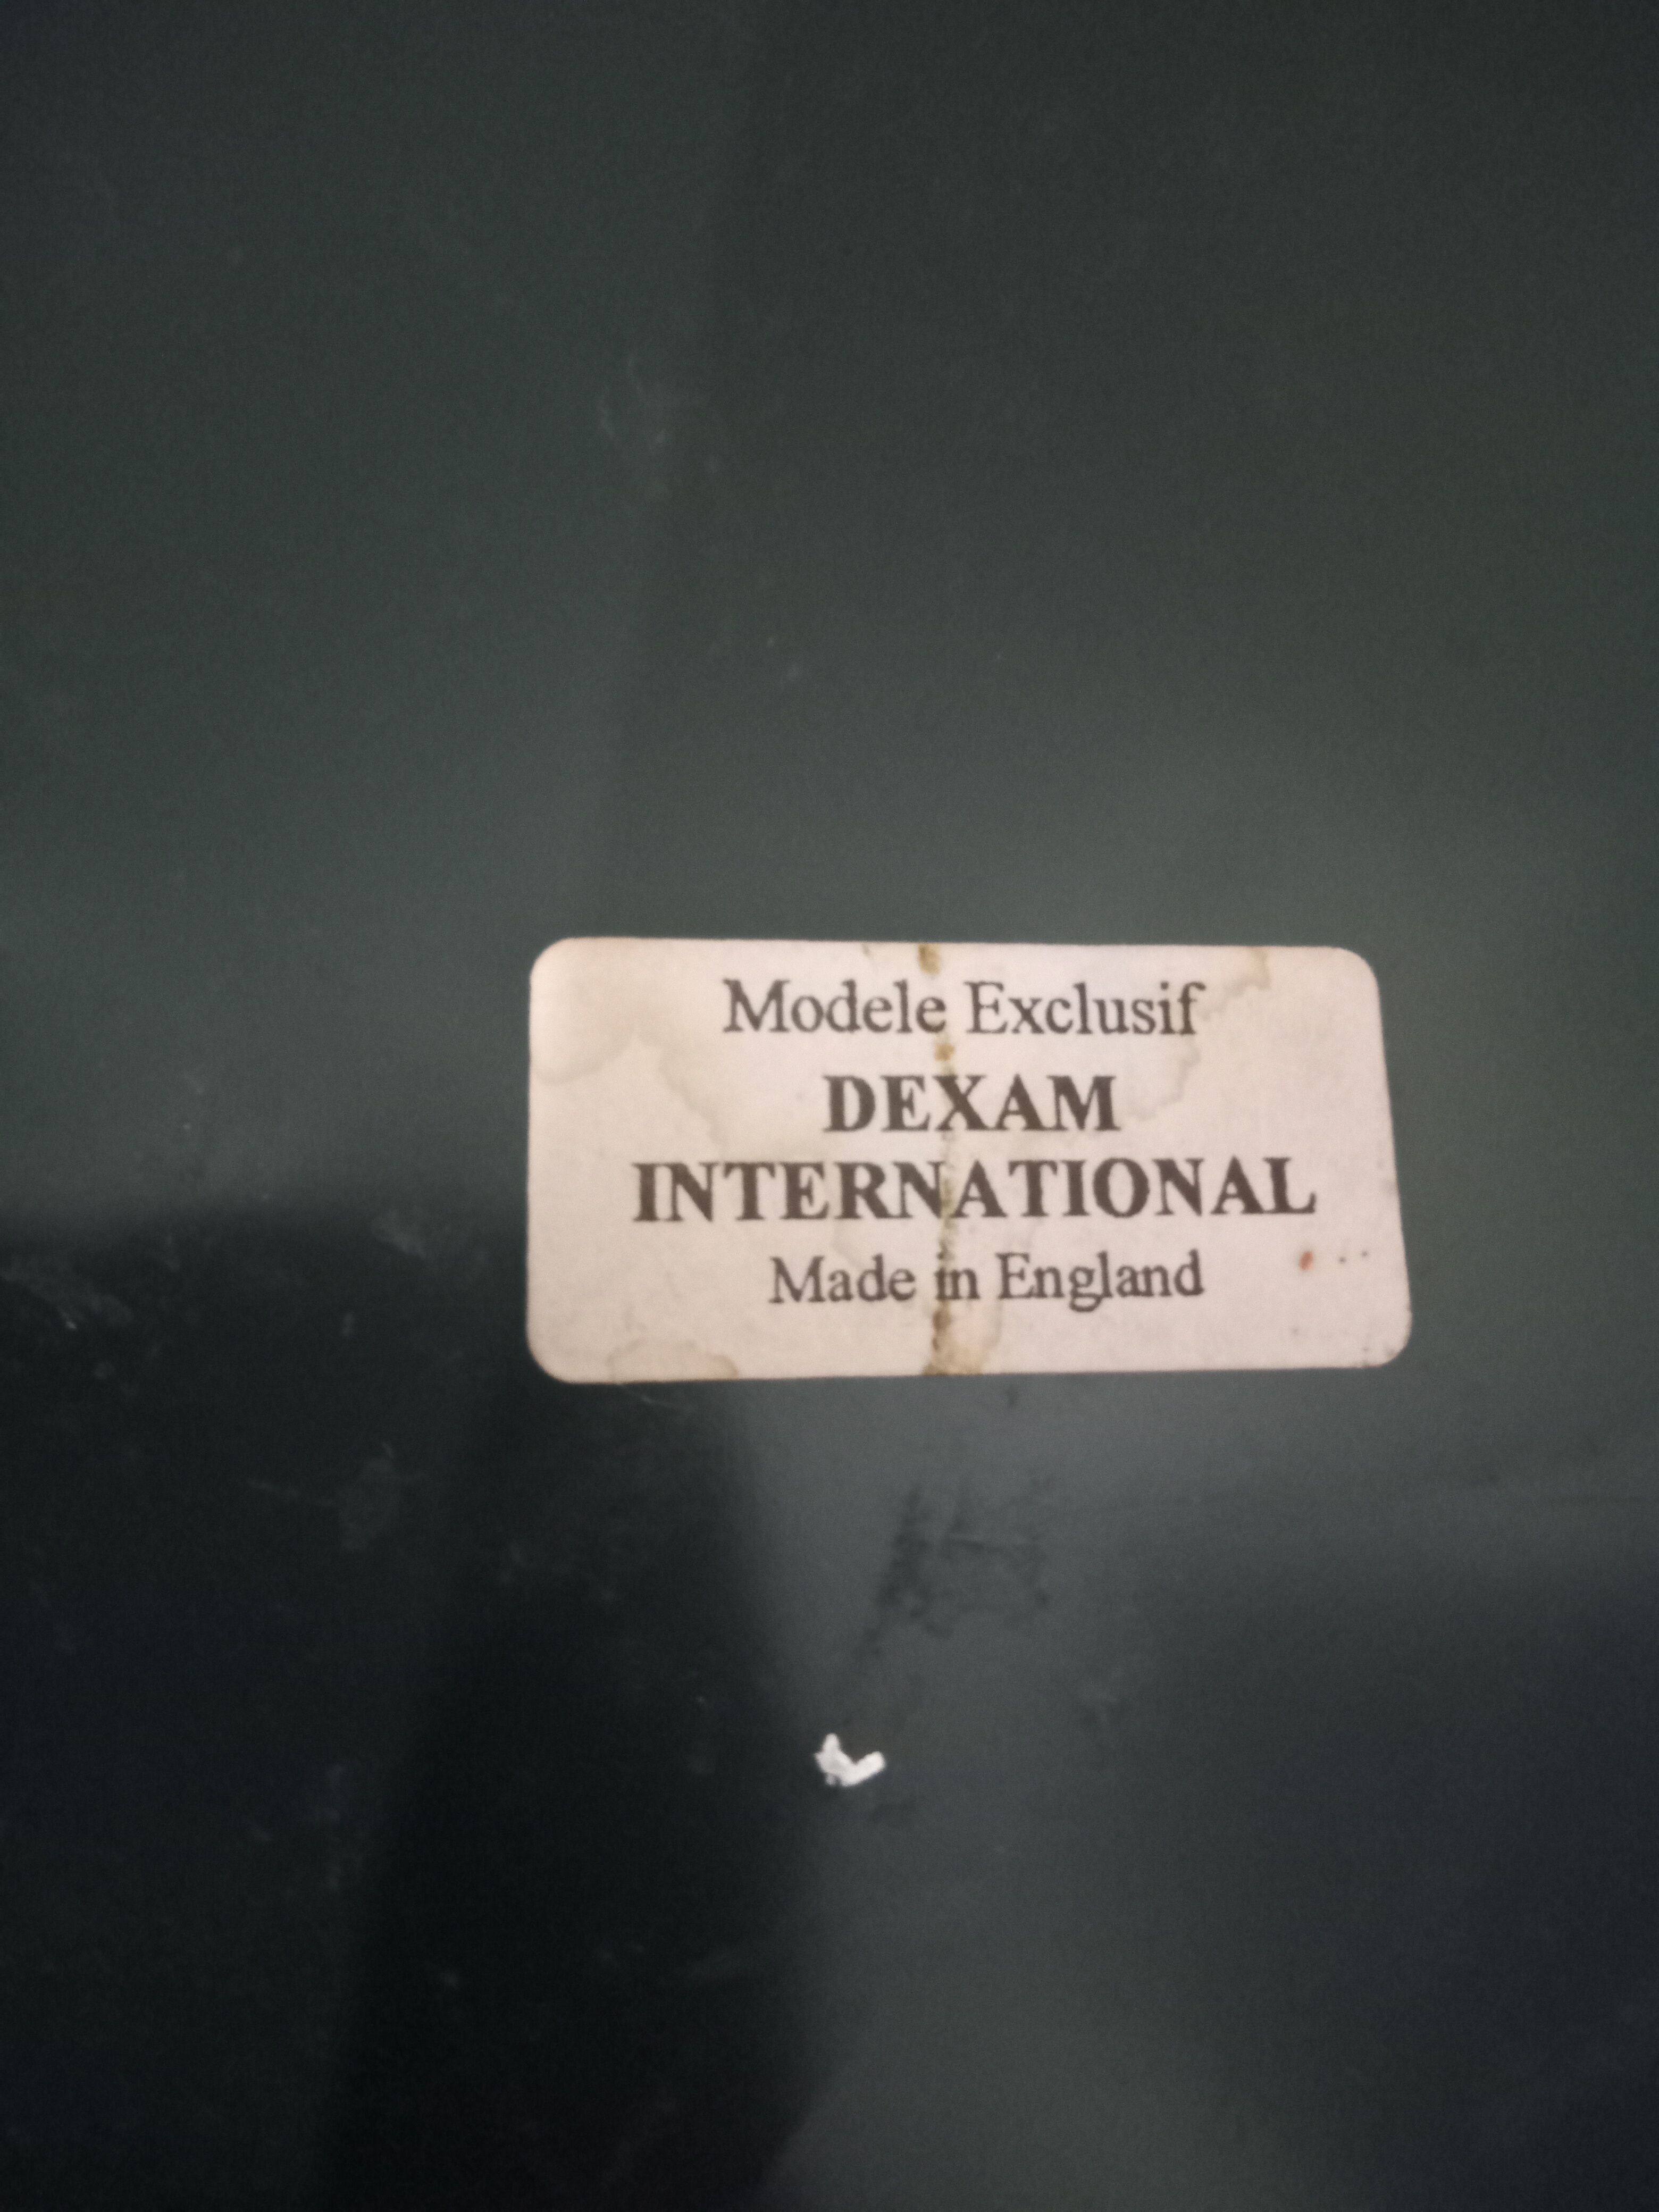 Modele Exclusif
DEXAM
INTERNATIONAL
Made in England